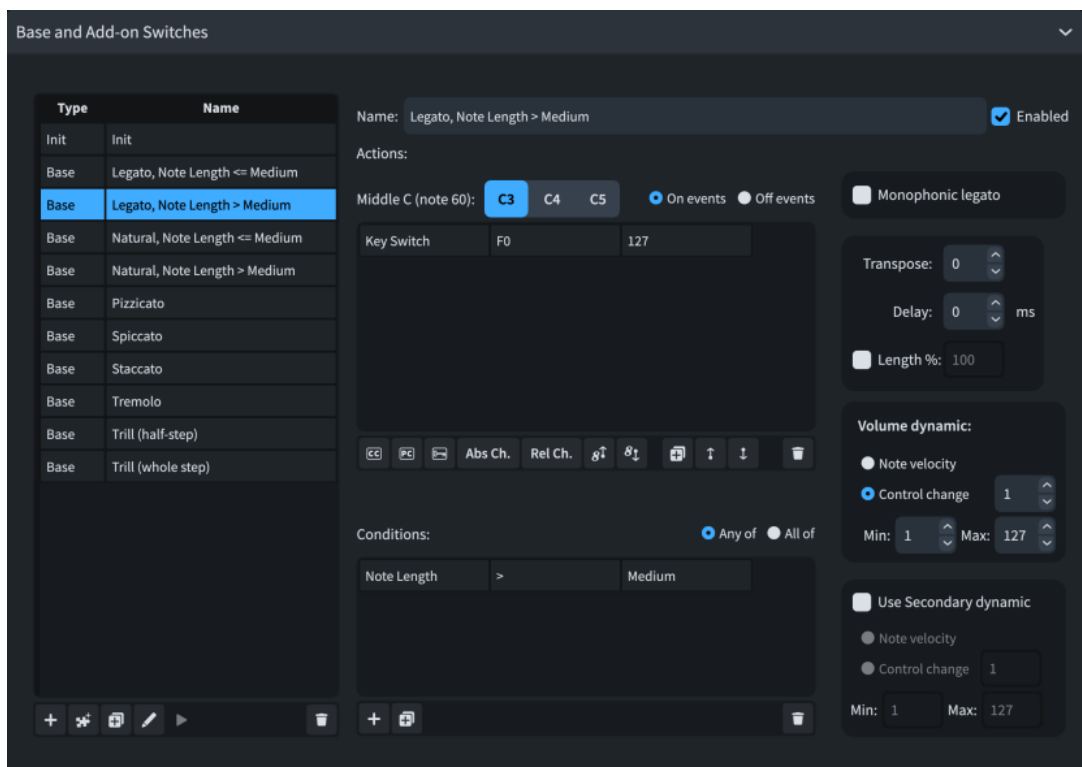 Base and Add-on Switches
Type Name
Init Init
Base Legato, Note Length <= Medium
Base Legato, Note Length > Medium
Base Natural, Note Length <= Medium
Base Natural, Note Length > Medium
Base Pizzicato
Base Spiccato
Base Staccato
Base Tremolo
Base Trill (half-step)
Base Trill (whole step)
Name: Legato, Note Length > Medium Enabled
Actions:
Middle C (note 60): C3 C4 C5 On events Off events
Key Switch F0 127
CC PC Abs Ch. Rel Ch. 8 8
Conditions: Any of All of
Note Length > Medium
Monophonic legato
Transpose: 0
Delay: 0 ms
Length %: 100
Volume dynamic:
Note velocity
Control change 1
Min: 1 Max: 127
Use Secondary dynamic
Note velocity
Control change 1
Min: 1 Max: 127